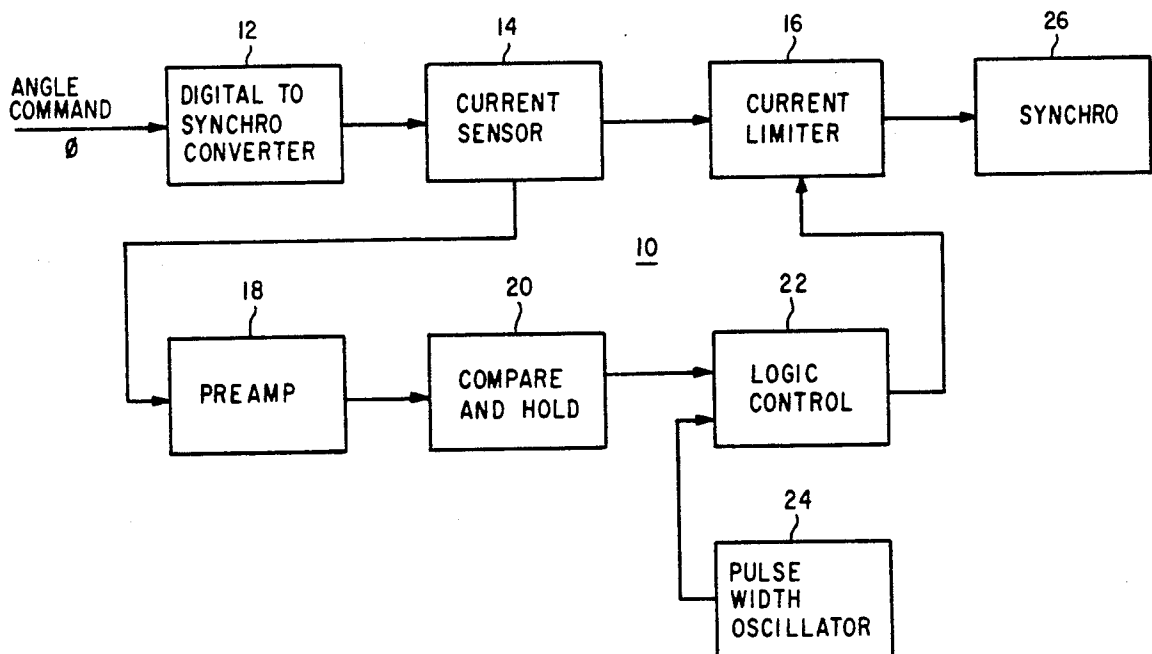 12
14
16
26
ANGLE
COMMAND
Ø
DIGITAL TO
SYNCHRO
CONVERTER
CURRENT
SENSOR
CURRENT
LIMITER
SYNCHRO
10
18
20
22
PREAMP
COMPARE
AND HOLD
LOGIC
CONTROL
24
PULSE
WIDTH
OSCILLATOR